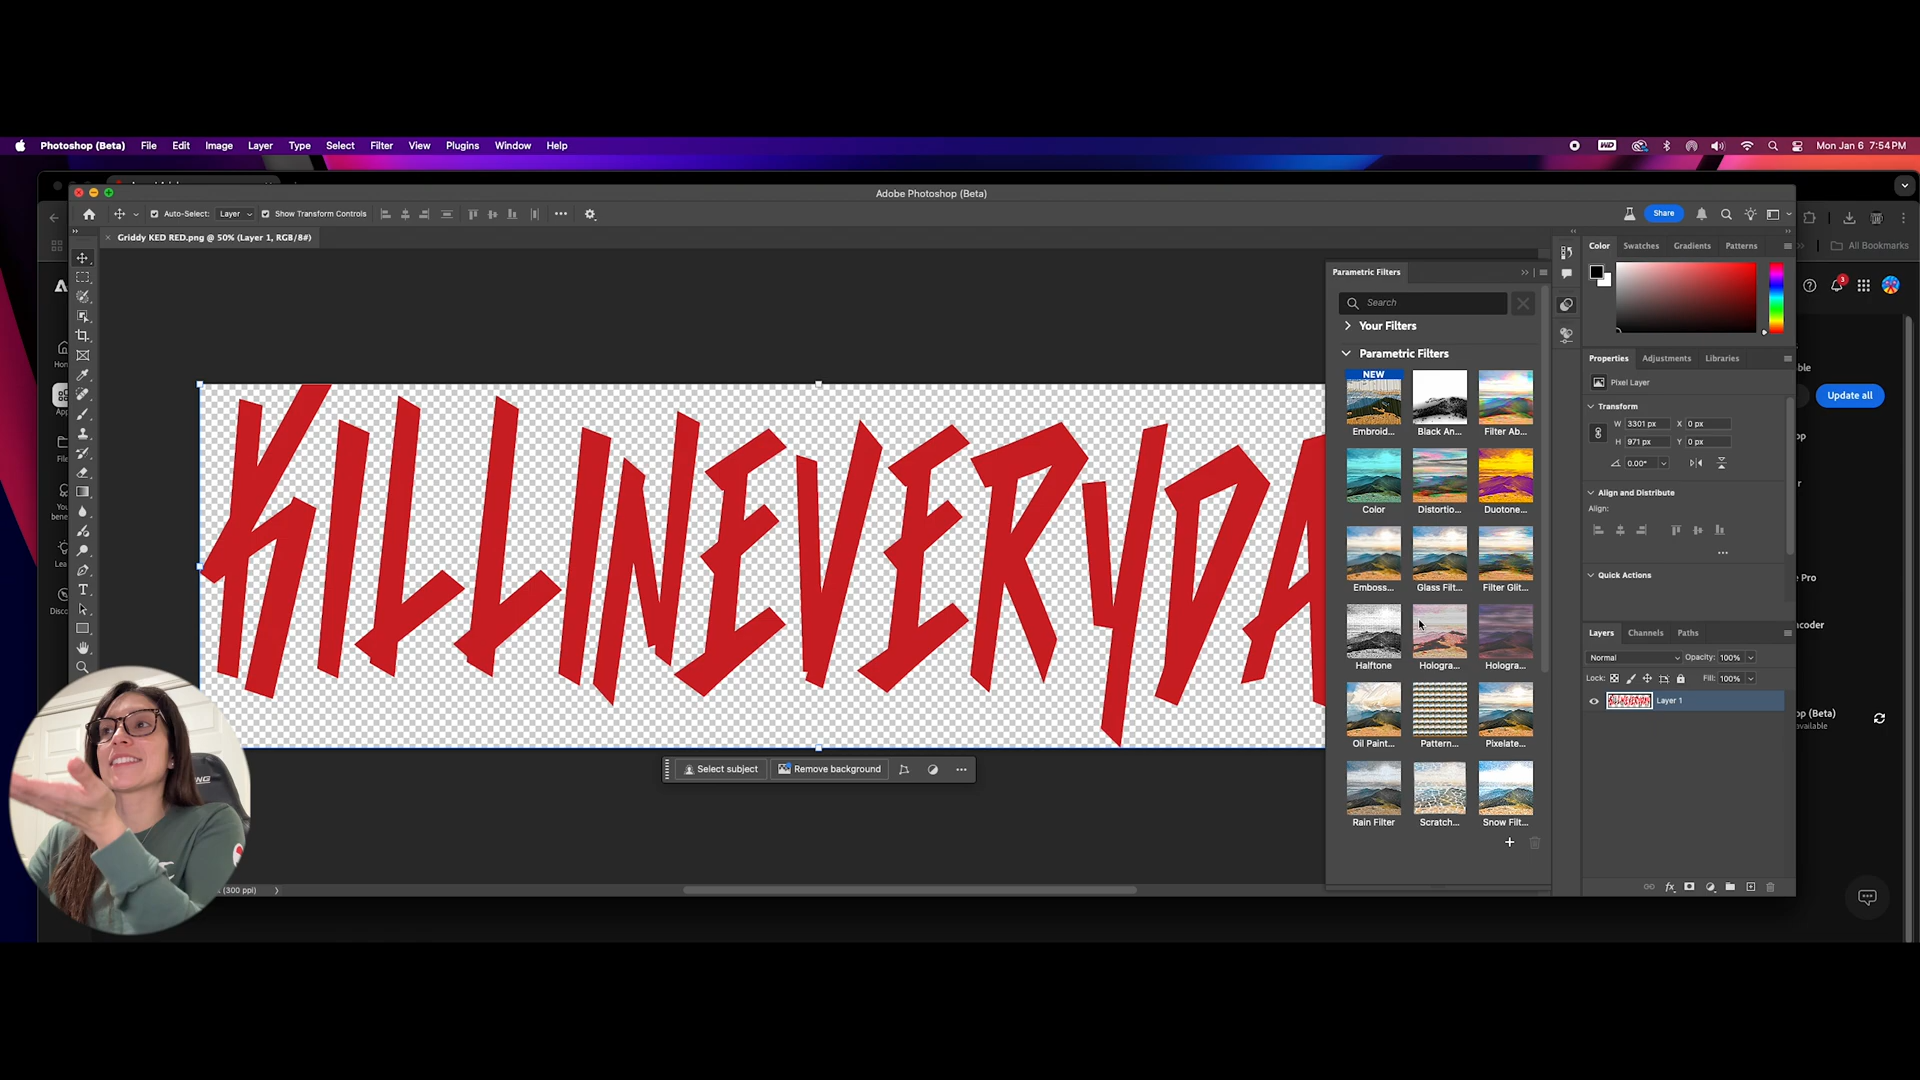 Photoshop (Beta) File Edit Image Layer Type Select Filter View Plugins Window Help
Mon Jan 6 7:54PM
Adobe Photoshop (Beta)
Auto-Select: Layer Show Transform Controls
Share
Griddy KED RED.png @ 50% (Layer 1, RGB/8#)
All Bookmarks
Color Swatches Gradients Patterns
Parametric Filters
Search
Your Filters
Parametric Filters
NEW
Embroid... Black An... Filter Ab...
Color Distortio... Duotone...
Emboss... Glass Filt... Filter Glit...
Halftone Hologra... Hologra...
Oil Paint... Pattern... Pixelate...
Rain Filter Scratch... Snow Filt...
KILLINEVERYDA
Select subject Remove background
(300 ppi)
Properties Adjustments Libraries
Pixel Layer
Transform
W 3301 px X 0 px
H 971 px Y 0 px
0.00°
Align and Distribute
Align:
Quick Actions
Layers Channels Paths
Normal Opacity: 100%
Lock: Fill: 100%
Layer 1
fx
3
Update all